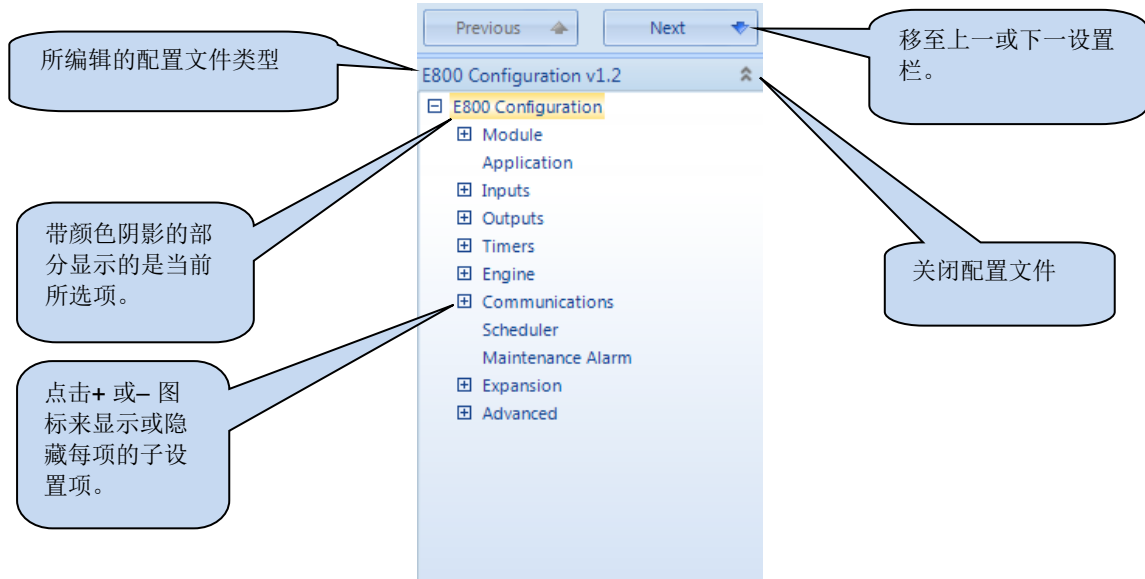 Previous
Next
所编辑的配置文件类型
移至上一或下一设置
栏。
E800 Configuration v1.2
E800 Configuration
Module
Application
Inputs
Outputs
Timers
Engine
Communications
Scheduler
Maintenance Alarm
Expansion
Advanced
带颜色阴影的部
分显示的是当前
所选项。
关闭配置文件
点击+ 或– 图
标来显示或隐
藏每项的子设
置项。